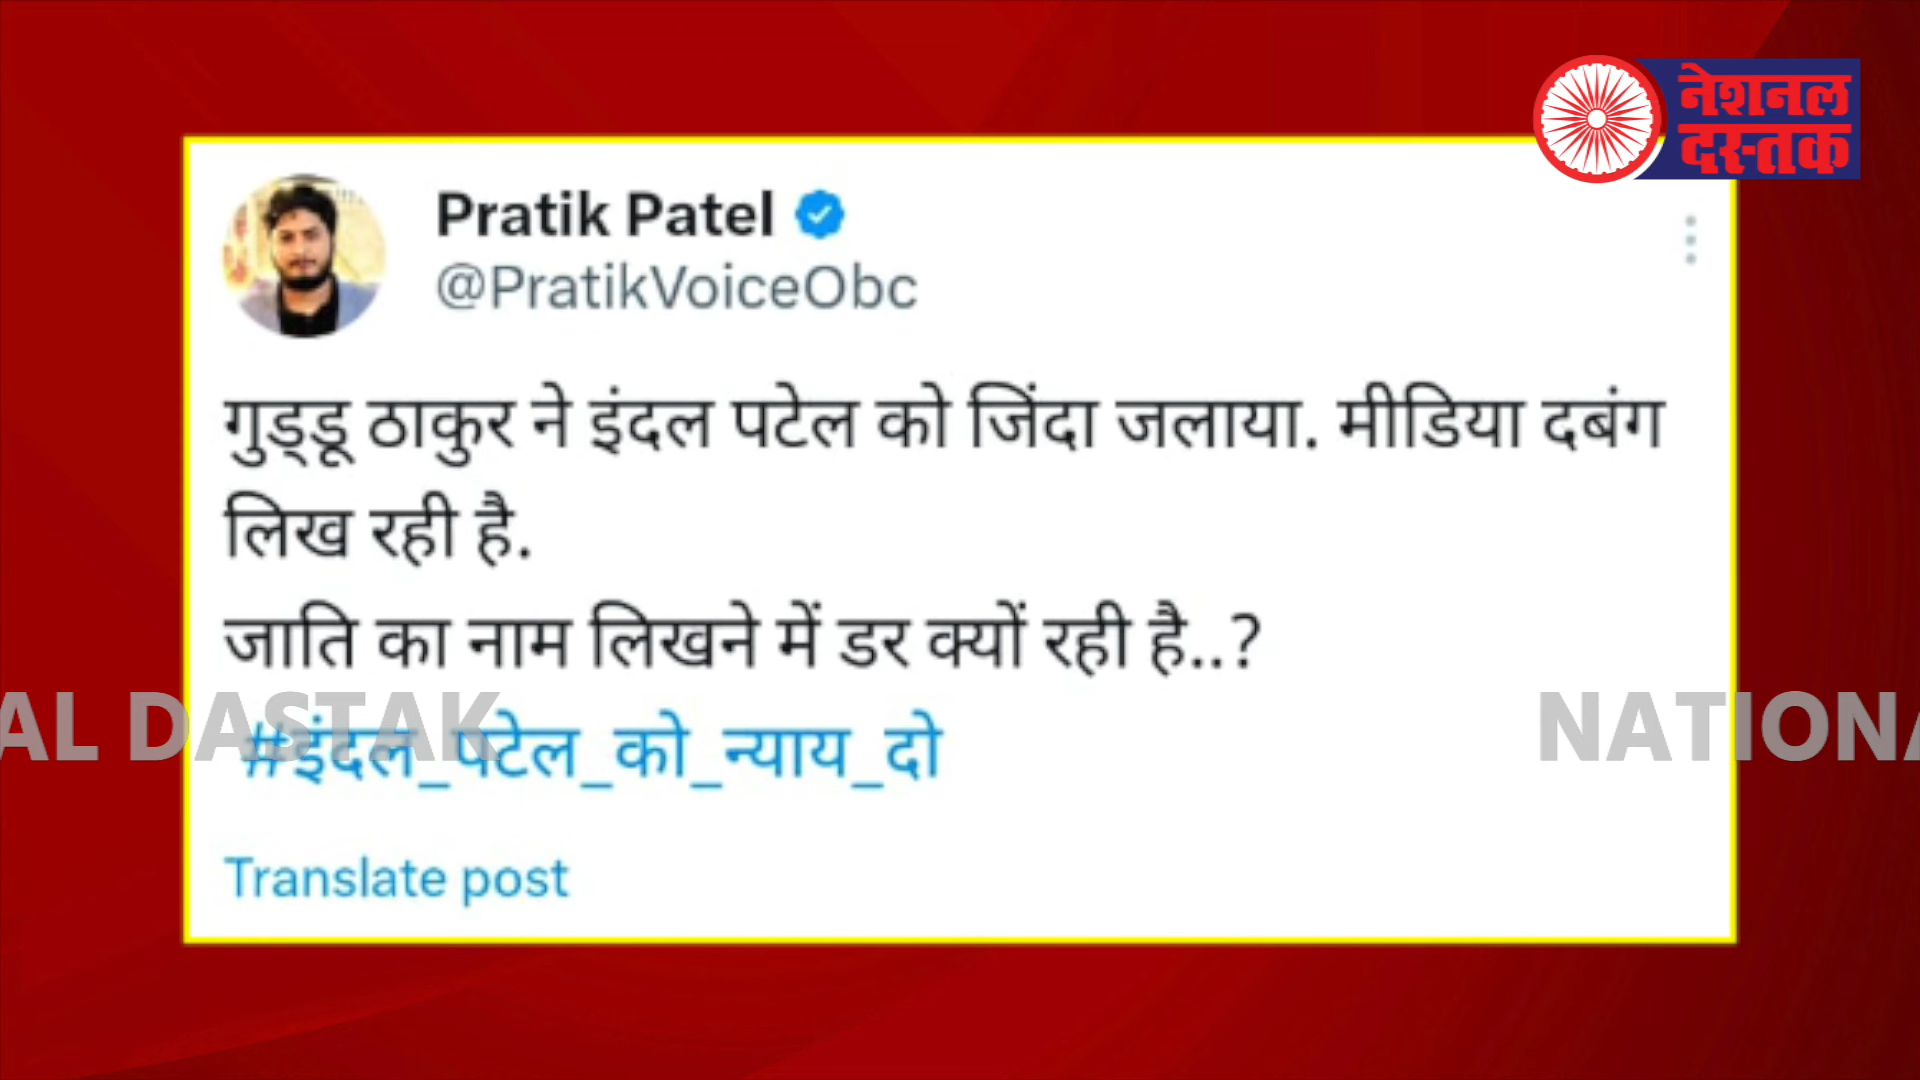 नेशनल
दस्तक
Pratik Patel
@PratikVoiceObc
गुड्डू ठाकुर ने इंदल पटेल को जिंदा जलाया. मीडिया दबंग
लिख रही है.
जाति का नाम लिखने में डर क्यों रही है..?
#इंदल_पटेल_को_न्याय_दो
AL DASTAK
NATIONA
Translate post